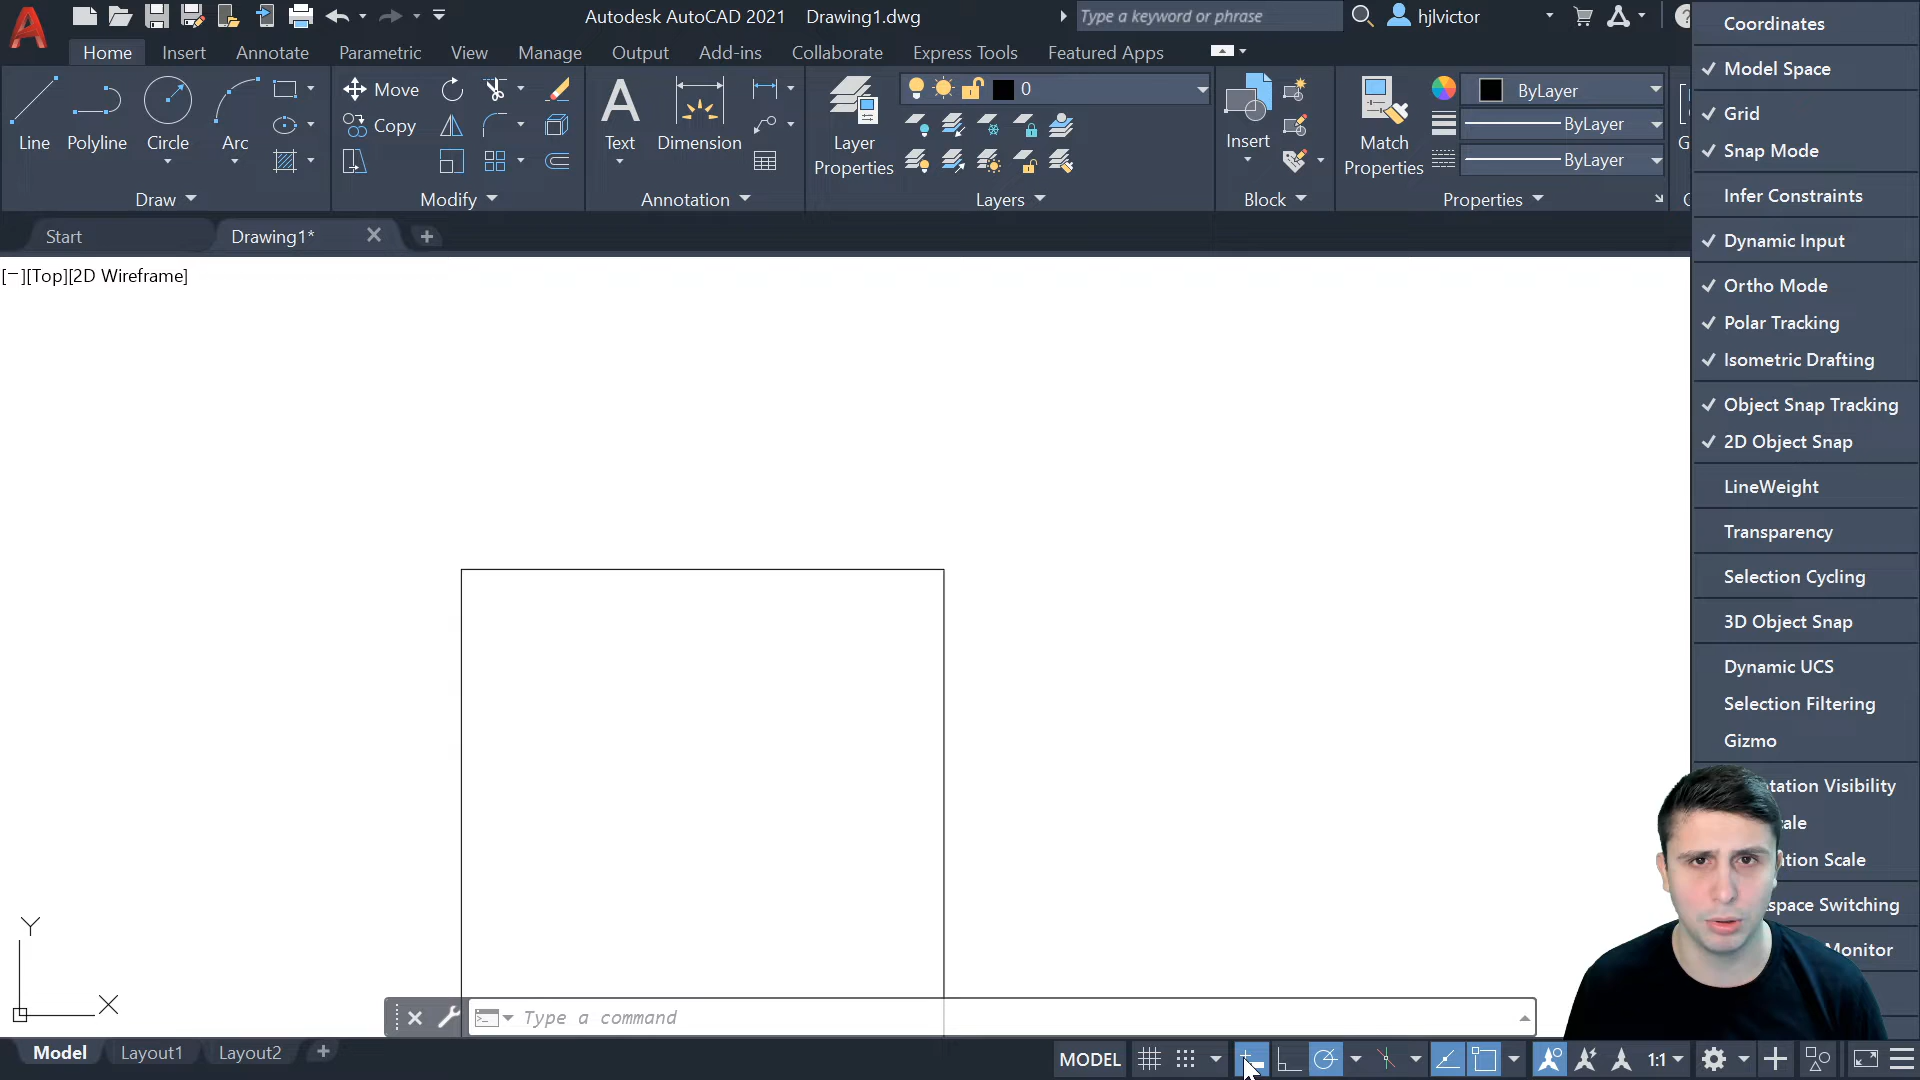 Autodesk AutoCAD 2021 Drawing1.dwg
Type a keyword or phrase
hjlvictor
Home Insert Annotate Parametric View Manage Output Add-ins Collaborate Express Tools Featured Apps
Line Polyline Circle Arc
Draw
Move
Copy
Modify
Text Dimension
Annotation
Layer
Properties
0
Layers
Insert
Block
Match
Properties
ByLayer
ByLayer
ByLayer
Properties
Start Drawing1*
[−][Top][2D Wireframe]
Coordinates
Model Space
Grid
Snap Mode
Infer Constraints
Dynamic Input
Ortho Mode
Polar Tracking
Isometric Drafting
Object Snap Tracking
2D Object Snap
LineWeight
Transparency
Selection Cycling
3D Object Snap
Dynamic UCS
Selection Filtering
Gizmo
Visibility
Scale
Switching
Monitor
Y
X
Type a command
Model Layout1 Layout2
MODEL
1:1